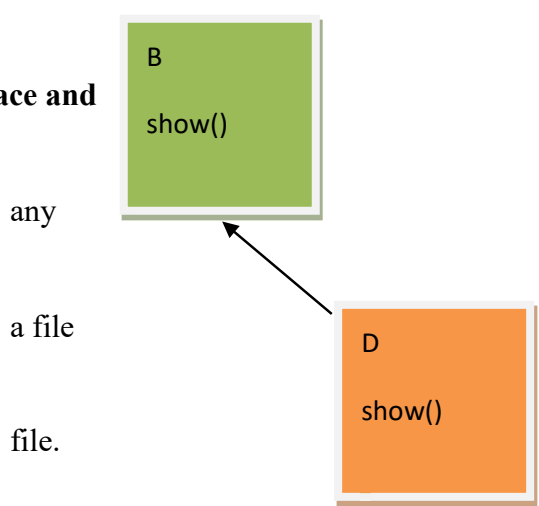 B
ace and
show()
any
a file
D
show()
file.